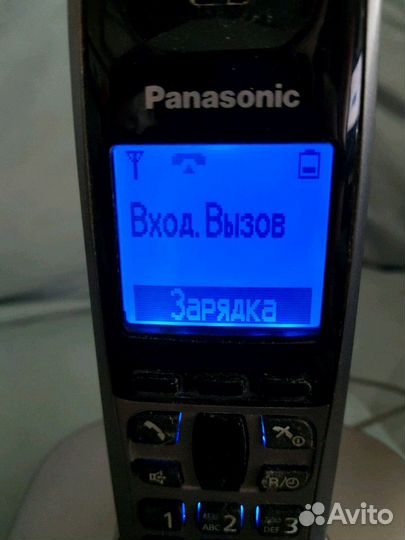 Panasonic
Вход.Вызов
Зарядка
R/
1 ABC 2 DEF 3
Avito